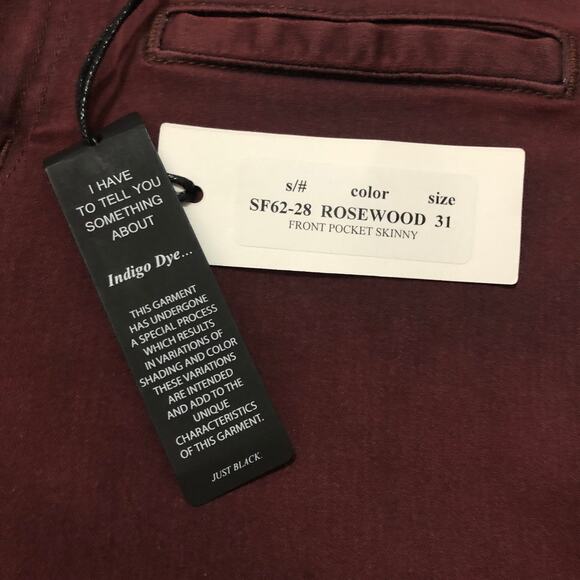 I HAVE
TO TELL YOU
SOMETHING
ABOUT
Indigo Dye...
THIS GARMENT
HAS UNDERGONE
A SPECIAL PROCESS
WHICH RESULTS
IN VARIATIONS OF
SHADING AND COLOR
THESE VARIATIONS
ARE INTENDED
AND ADD TO THE
UNIQUE
CHARACTERISTICS
OF THIS GARMENT.
JUST BLACK.
s/# color size
SF62-28 ROSEWOOD 31
FRONT POCKET SKINNY